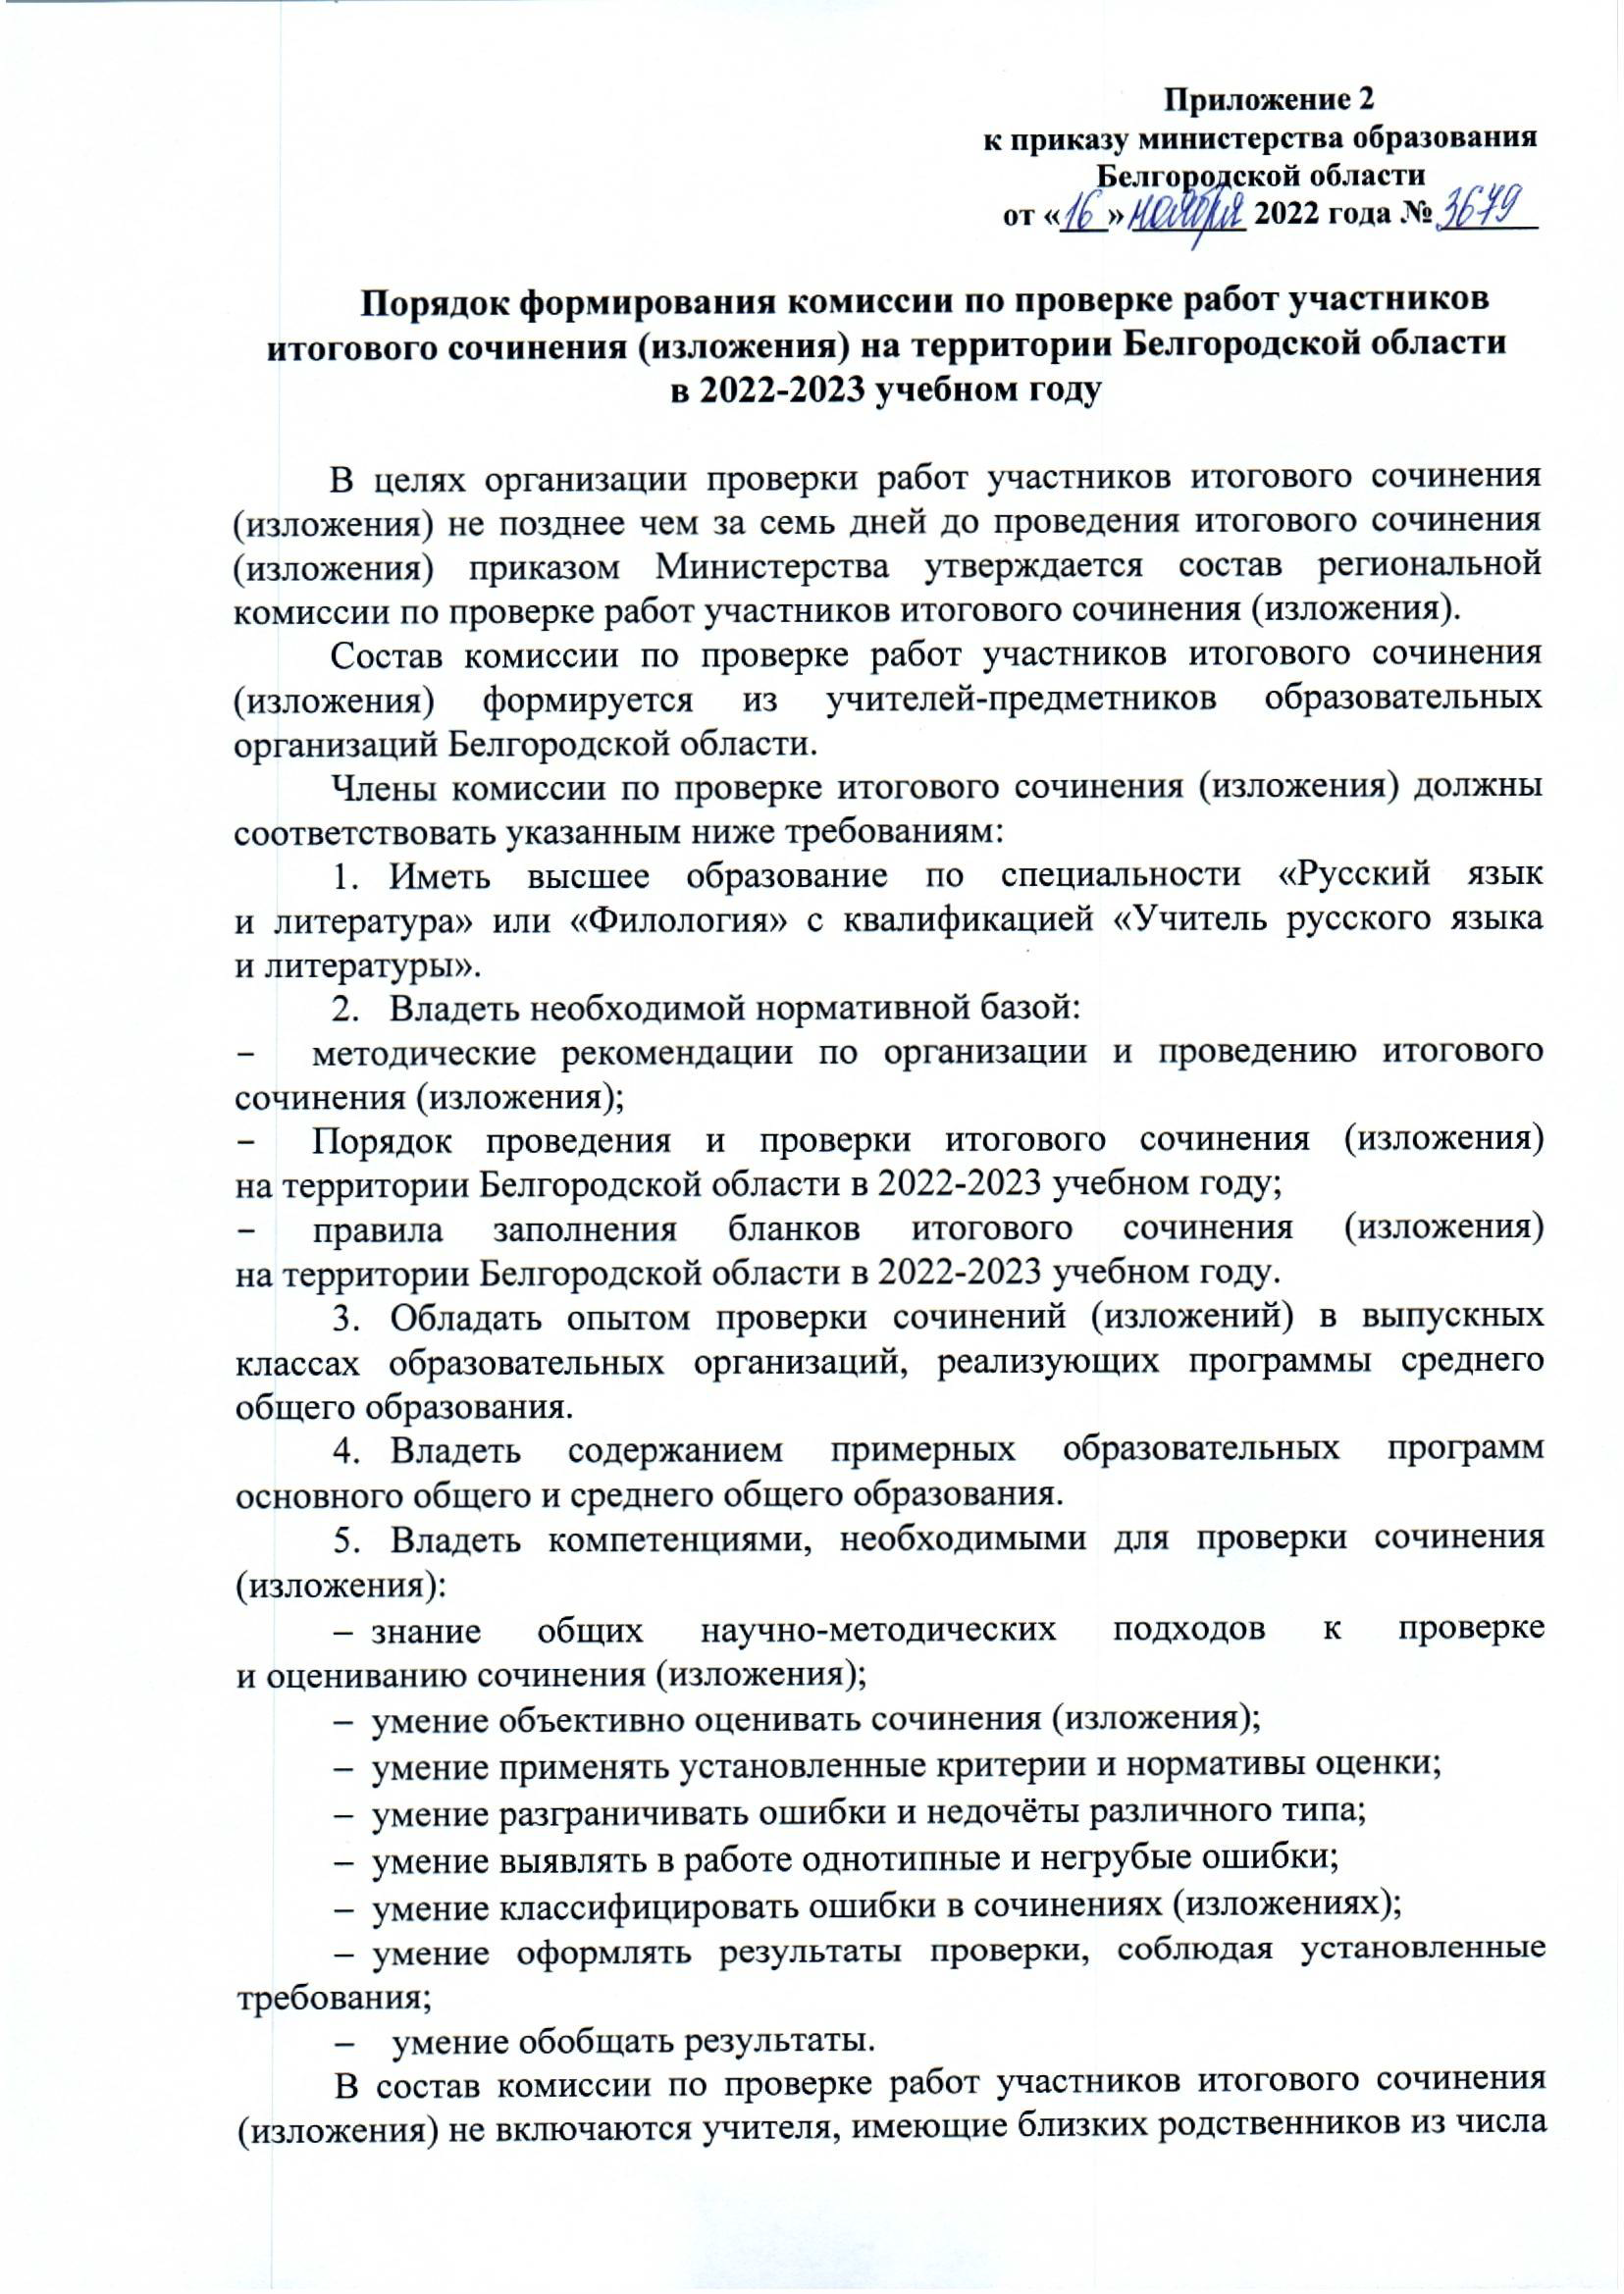 Приложение 2
к приказу министерства образования
Белгородской области
от «16» ноября 2022 года № 3679
Порядок формирования комиссии по проверке работ участников
итогового сочинения (изложения) на территории Белгородской области
в 2022-2023 учебном году
В целях организации проверки работ участников итогового сочинения
(изложения) не позднее чем за семь дней до проведения итогового сочинения
(изложения) приказом Министерства утверждается состав региональной
комиссии по проверке работ участников итогового сочинения (изложения).
Состав комиссии по проверке работ участников итогового сочинения
(изложения) формируется из учителей-предметников образовательных
организаций Белгородской области.
Члены комиссии по проверке итогового сочинения (изложения) должны
соответствовать указанным ниже требованиям:
1. Иметь высшее образование по специальности «Русский язык
и литература» или «Филология» с квалификацией «Учитель русского языка
и литературы».
2. Владеть необходимой нормативной базой:
− методические рекомендации по организации и проведению итогового
сочинения (изложения);
− Порядок проведения и проверки итогового сочинения (изложения)
на территории Белгородской области в 2022-2023 учебном году;
− правила заполнения бланков итогового сочинения (изложения)
на территории Белгородской области в 2022-2023 учебном году.
3. Обладать опытом проверки сочинений (изложений) в выпускных
классах образовательных организаций, реализующих программы среднего
общего образования.
4. Владеть содержанием примерных образовательных программ
основного общего и среднего общего образования.
5. Владеть компетенциями, необходимыми для проверки сочинения
(изложения):
− знание общих научно-методических подходов к проверке
и оцениванию сочинения (изложения);
− умение объективно оценивать сочинения (изложения);
− умение применять установленные критерии и нормативы оценки;
− умение разграничивать ошибки и недочёты различного типа;
− умение выявлять в работе однотипные и негрубые ошибки;
− умение классифицировать ошибки в сочинениях (изложениях);
− умение оформлять результаты проверки, соблюдая установленные
требования;
− умение обобщать результаты.
В состав комиссии по проверке работ участников итогового сочинения
(изложения) не включаются учителя, имеющие близких родственников из числа